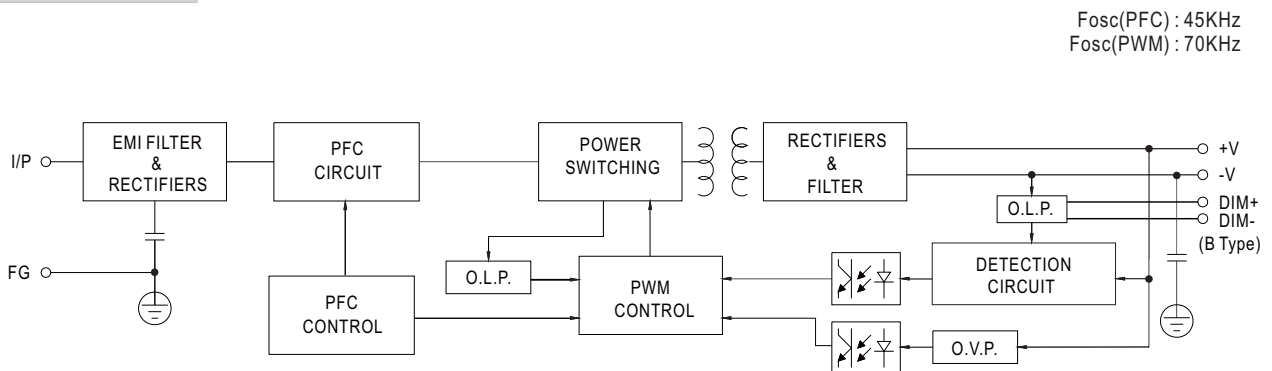 Fosc(PFC) : 45KHz
Fosc(PWM) : 70KHz
I/P
EMI FILTER
&
RECTIFIERS
PFC
CIRCUIT
POWER
SWITCHING
RECTIFIERS
&
FILTER
+V
-V
DIM+
DIM-
(B Type)
O.L.P.
FG
O.L.P.
PFC
CONTROL
PWM
CONTROL
DETECTION
CIRCUIT
O.V.P.